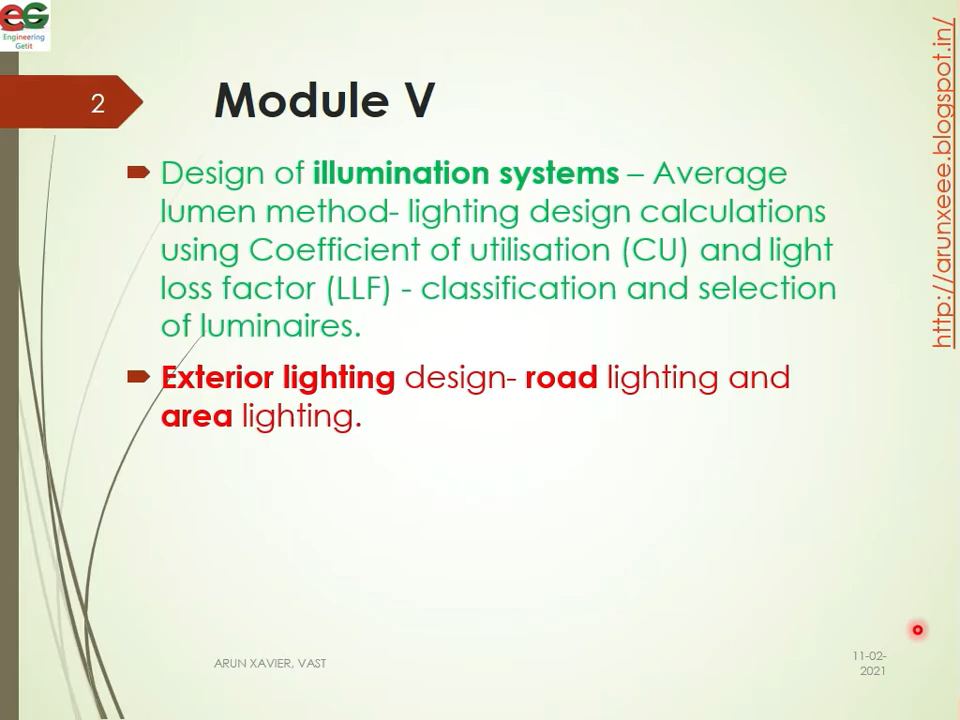 EG
Engineering
Getit
2
Module V
Design of illumination systems – Average
lumen method- lighting design calculations
using Coefficient of utilisation (CU) and light
loss factor (LLF) - classification and selection
of luminaires.
Exterior lighting design- road lighting and
area lighting.
http://arunxeee.blogspot.in/
ARUN XAVIER, VAST
11-02-
2021